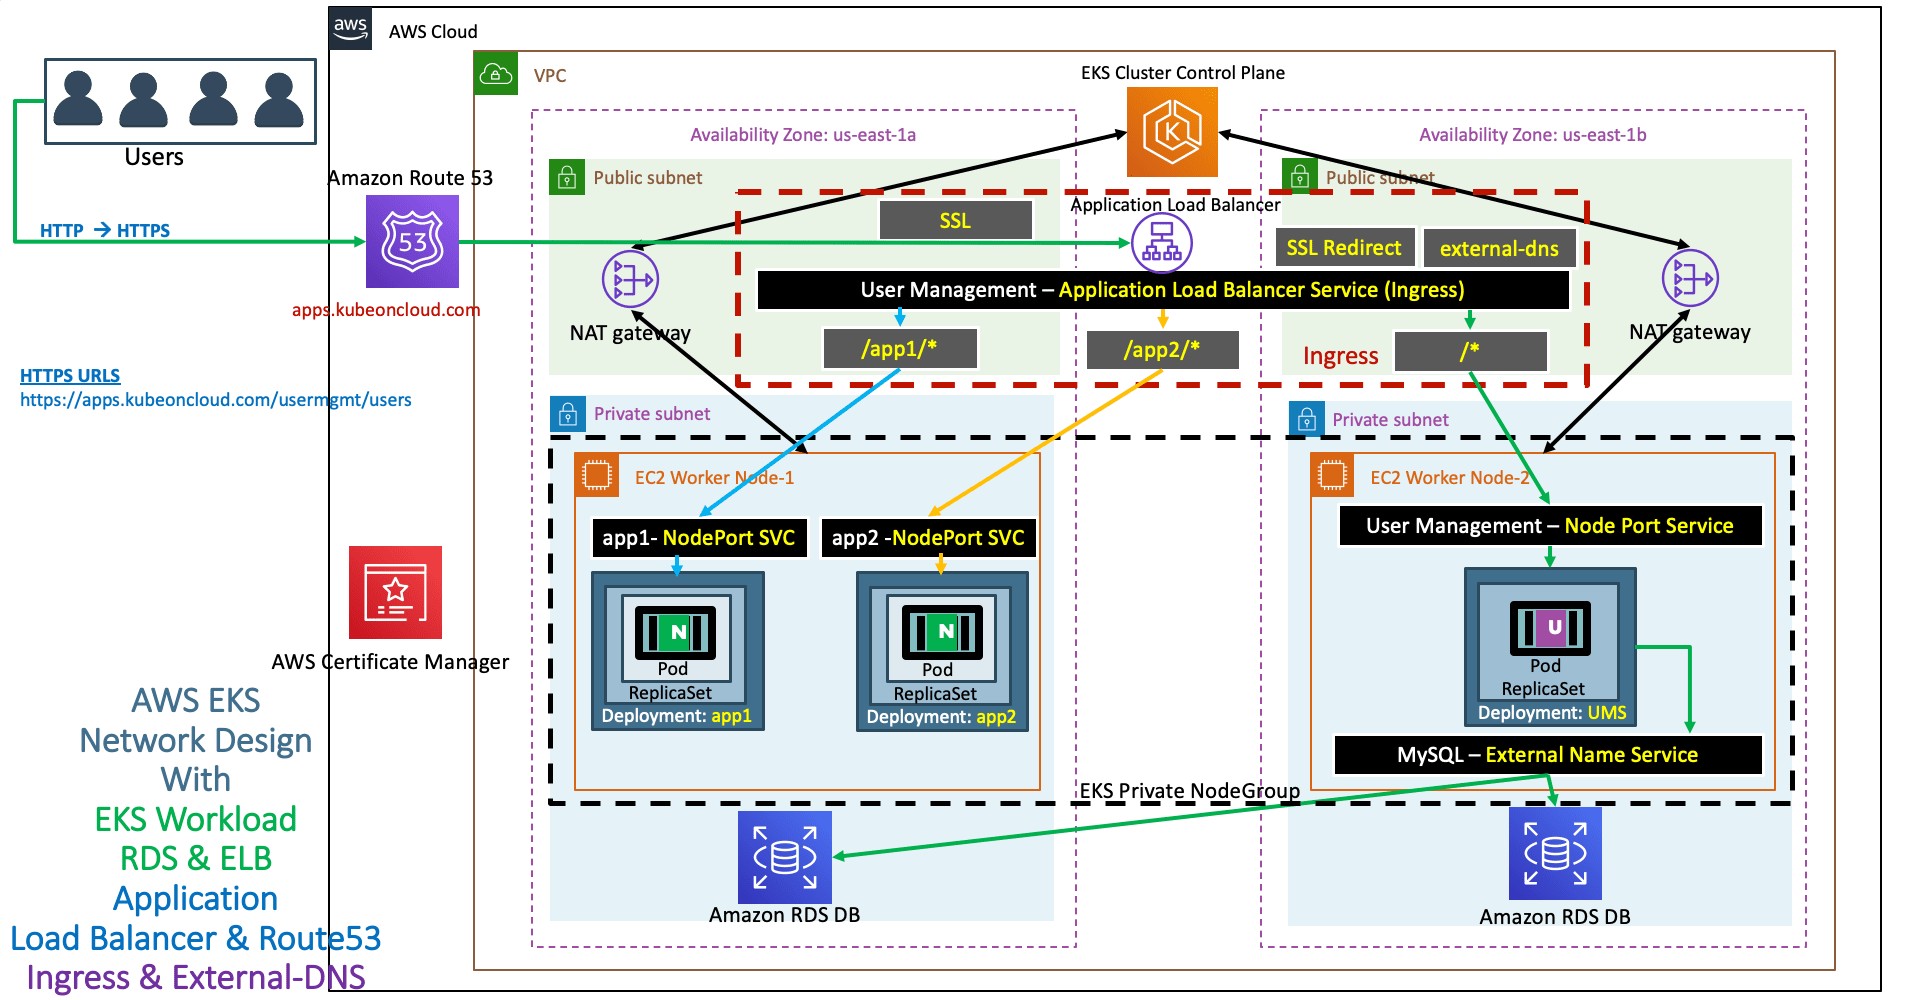 aws
AWS Cloud
VPC
EKS Cluster Control Plane
Users
Availability Zone: us-east-1a
Availability Zone: us-east-1b
Amazon Route 53
Public subnet
Public subnet
HTTP → HTTPS
53
SSL
Application Load Balancer
SSL Redirect
external-dns
K
User Management – Application Load Balancer Service (Ingress)
apps.kubeoncloud.com
NAT gateway
NAT gateway
/app1/*
/app2/*
Ingress
/*
HTTPS URLS
https://apps.kubeoncloud.com/usermgmt/users
Private subnet
Private subnet
EC2 Worker Node-1
EC2 Worker Node-2
app1- NodePort SVC
app2 -NodePort SVC
User Management – Node Port Service
N
Pod
ReplicaSet
Deployment: app1
N
Pod
ReplicaSet
Deployment: app2
U
Pod
ReplicaSet
Deployment: UMS
AWS Certificate Manager
MySQL – External Name Service
EKS Private NodeGroup
Amazon RDS DB
Amazon RDS DB
AWS EKS
Network Design
With
EKS Workload
RDS & ELB
Application
Load Balancer & Route53
Ingress & External-DNS